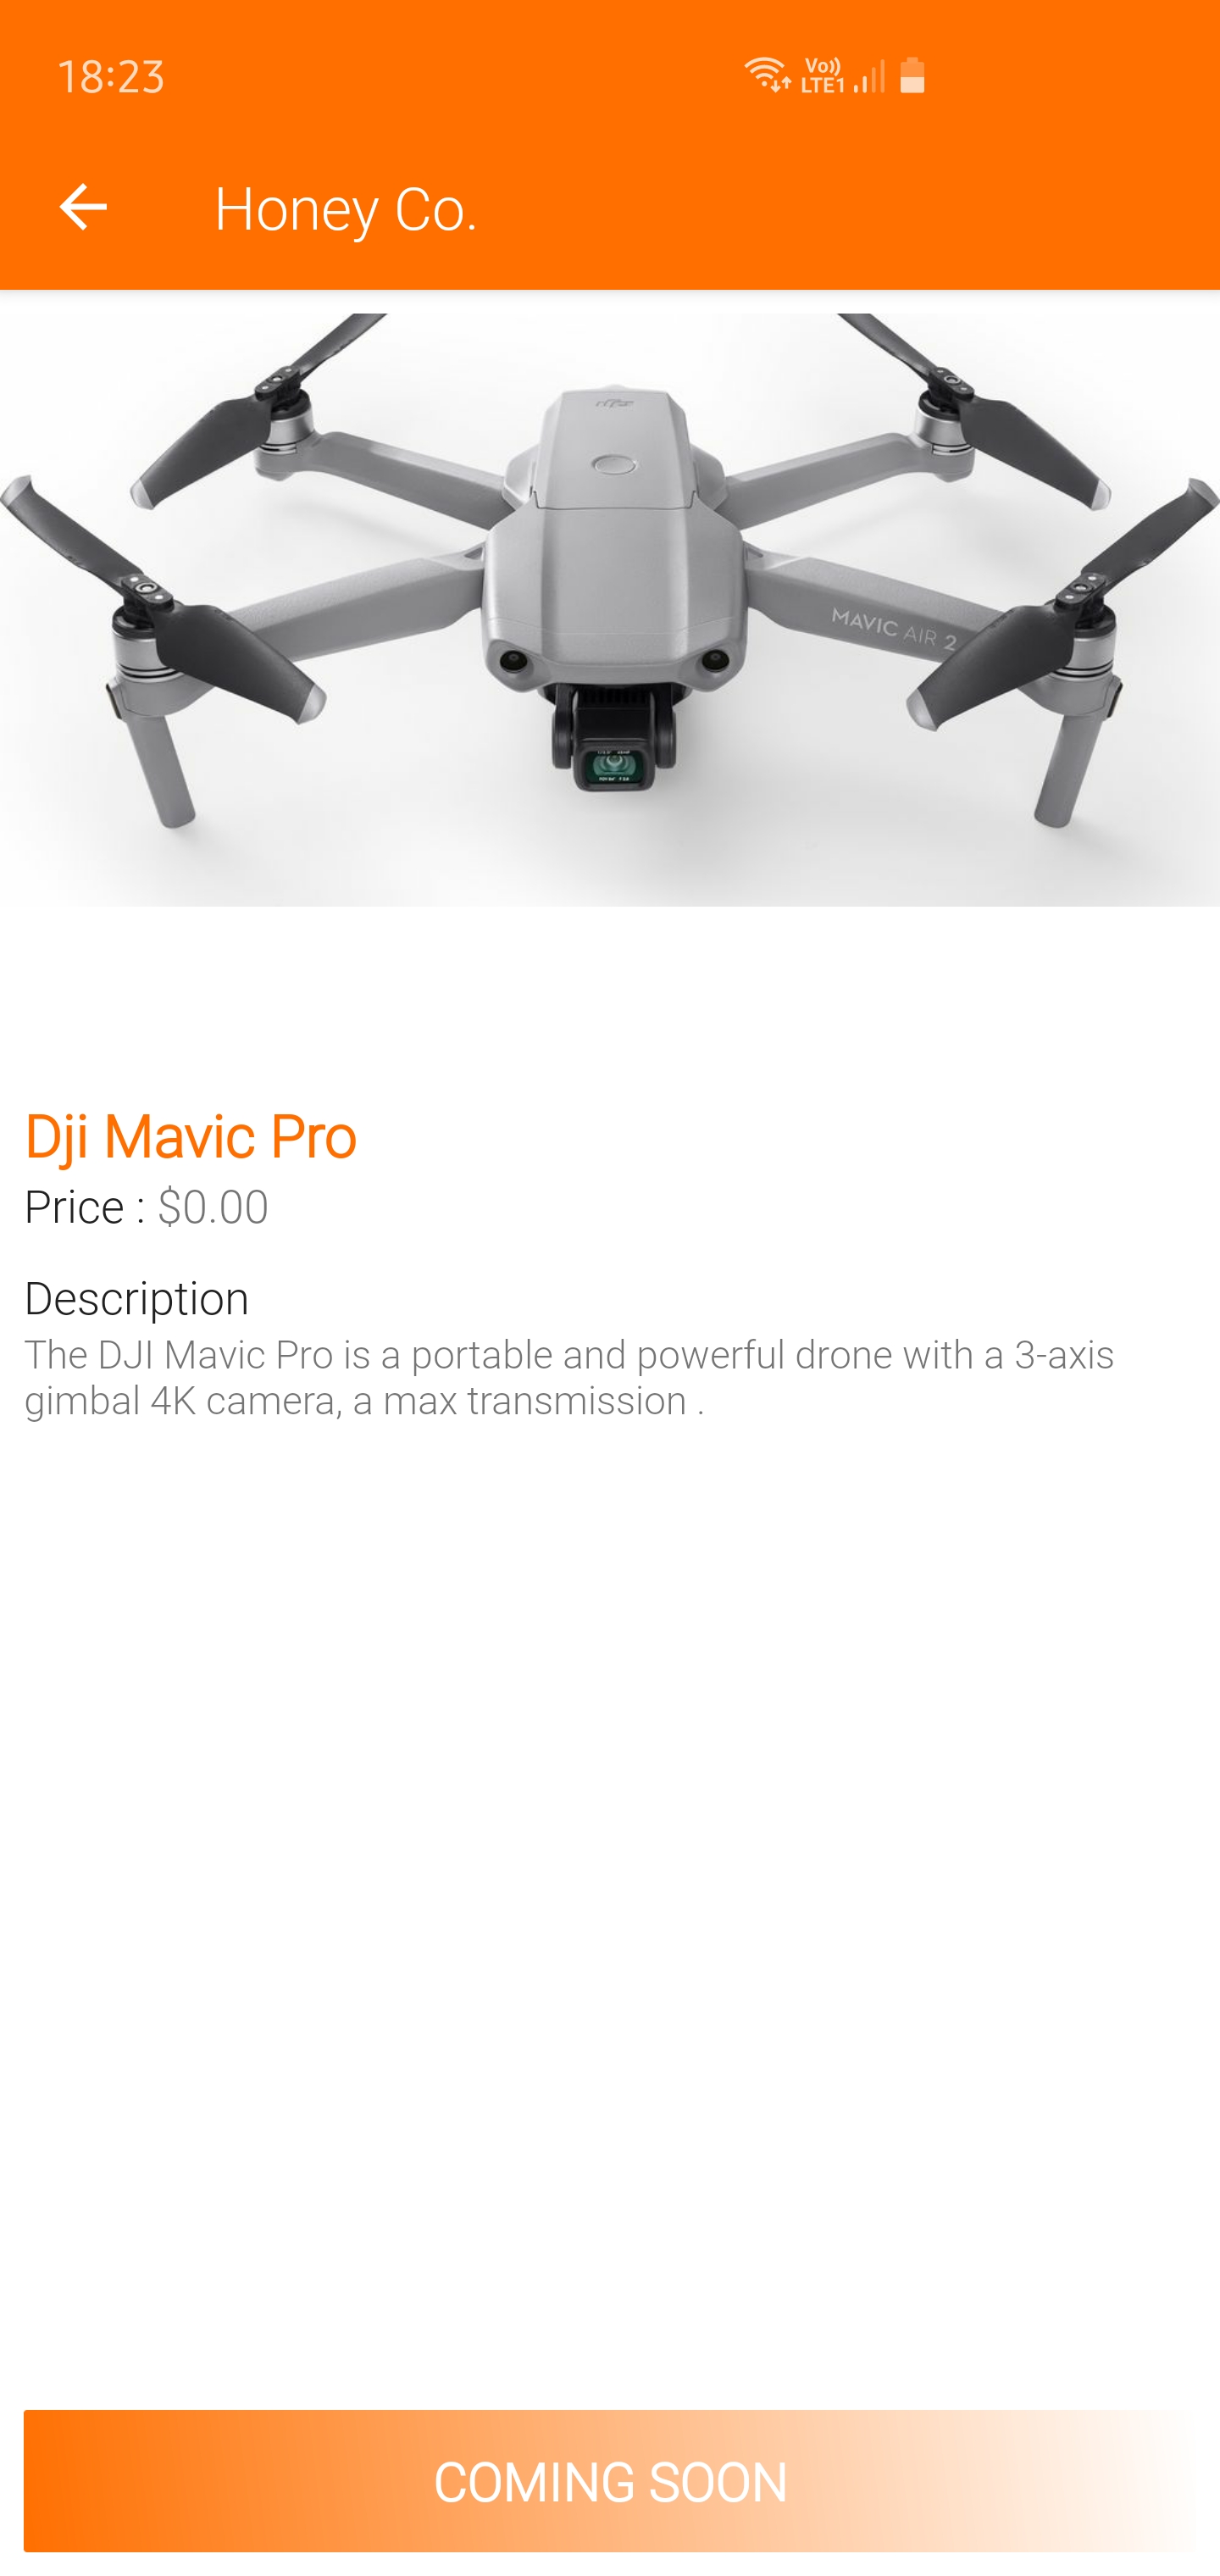 18:23
Vo))
LTE1
Honey Co.
MAVIC AIR 2
Dji Mavic Pro
Price : $0.00
Description
The DJI Mavic Pro is a portable and powerful drone with a 3-axis
gimbal 4K camera, a max transmission .
COMING SOON